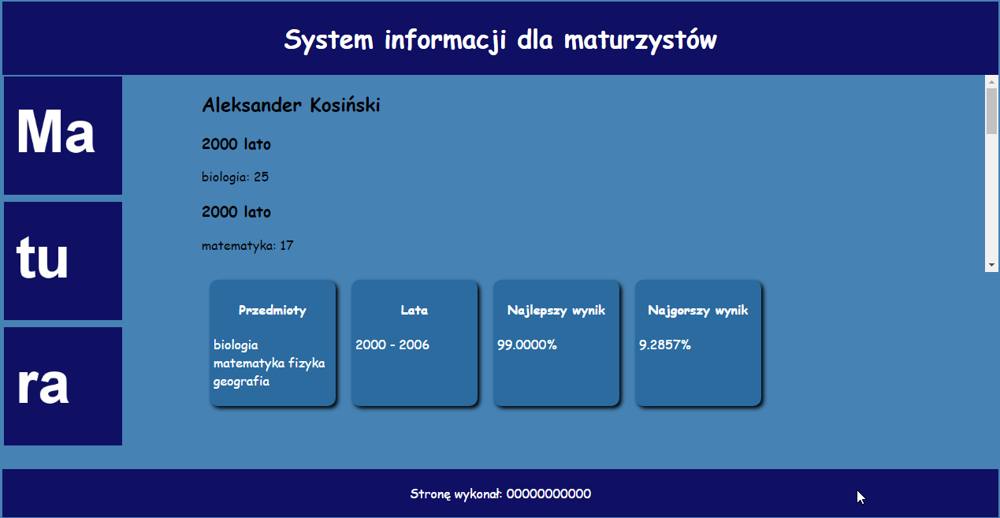 System informacji dla maturzystów
Ma
tu
ra
Aleksander Kosiński
2000 lato
biologia: 25
2000 lato
matematyka: 17
Przedmioty
biologia
matematyka fizyka
geografia
Lata
2000 - 2006
Najlepszy wynik
99.0000%
Najgorszy wynik
9.2857%
Stronę wykonał: 00000000000